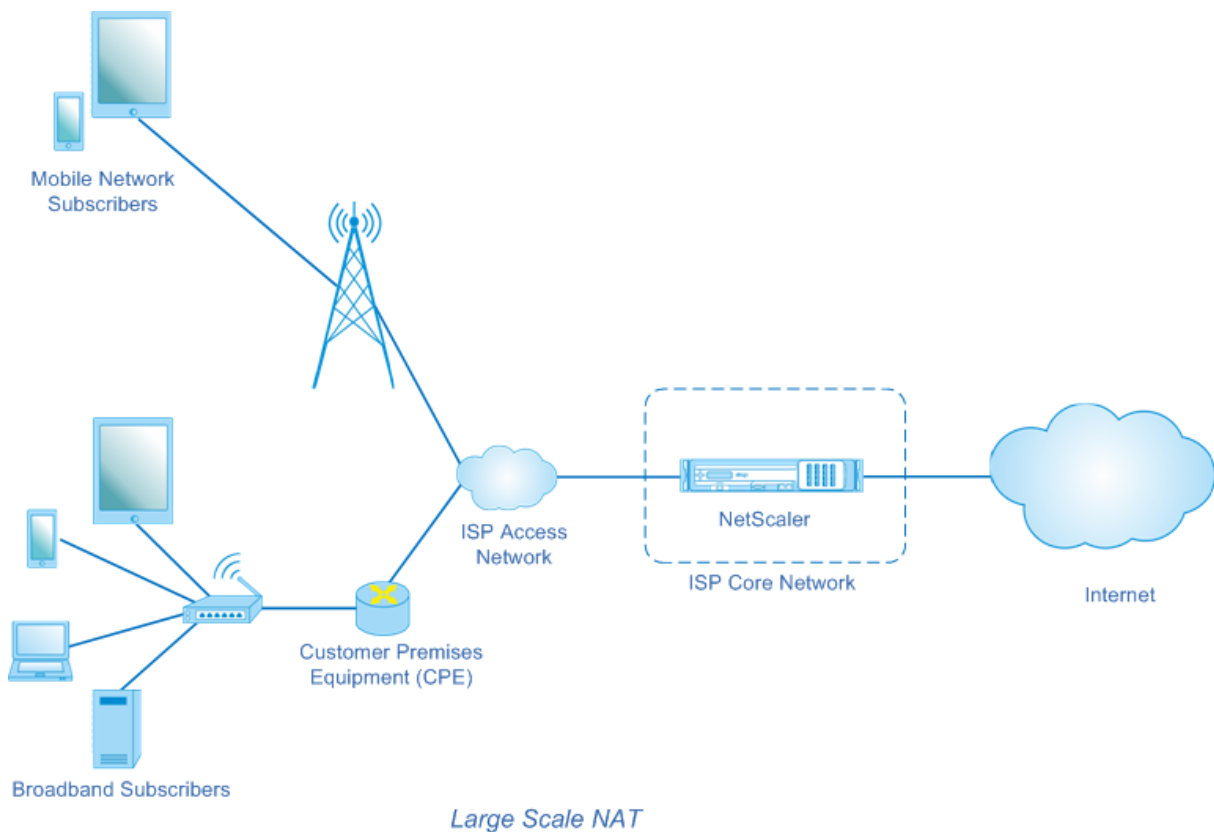 Mobile Network
Subscribers
ISP Access
Network
NetScaler
ISP Core Network
Internet
Customer Premises
Equipment (CPE)
Broadband Subscribers
Large Scale NAT